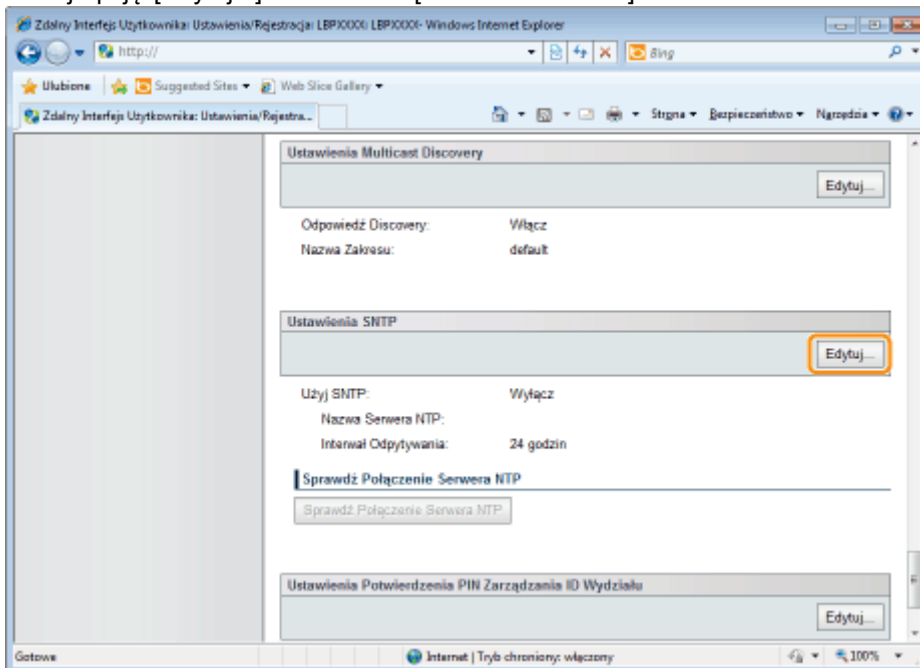 Zdalny Interfejs Użytkownika: Ustawienia/Rejestracja: LBPXXXX: LBPXXXX- Windows Internet Explorer
http://
Bing
Ulubione Suggested Sites Web Slice Gallery
Zdalny Interfejs Użytkownika: Ustawienia/Rejestra... Strona Bezpieczeństwo Narzędzia
Ustawienia Multicast Discovery
Edytuj...
Odpowiedź Discovery: Włącz
Nazwa Zakresu: default
Ustawienia SNTP
Edytuj...
Użyj SNTP: Wyłącz
Nazwa Serwera NTP:
Interwał Odpytywania: 24 godzin
Sprawdź Połączenie Serwera NTP
Sprawdź Połączenie Serwera NTP
Ustawienia Potwierdzenia PIN Zarządzania ID Wydziału
Edytuj...
Gotowe Internet | Tryb chroniony: włączony 100%